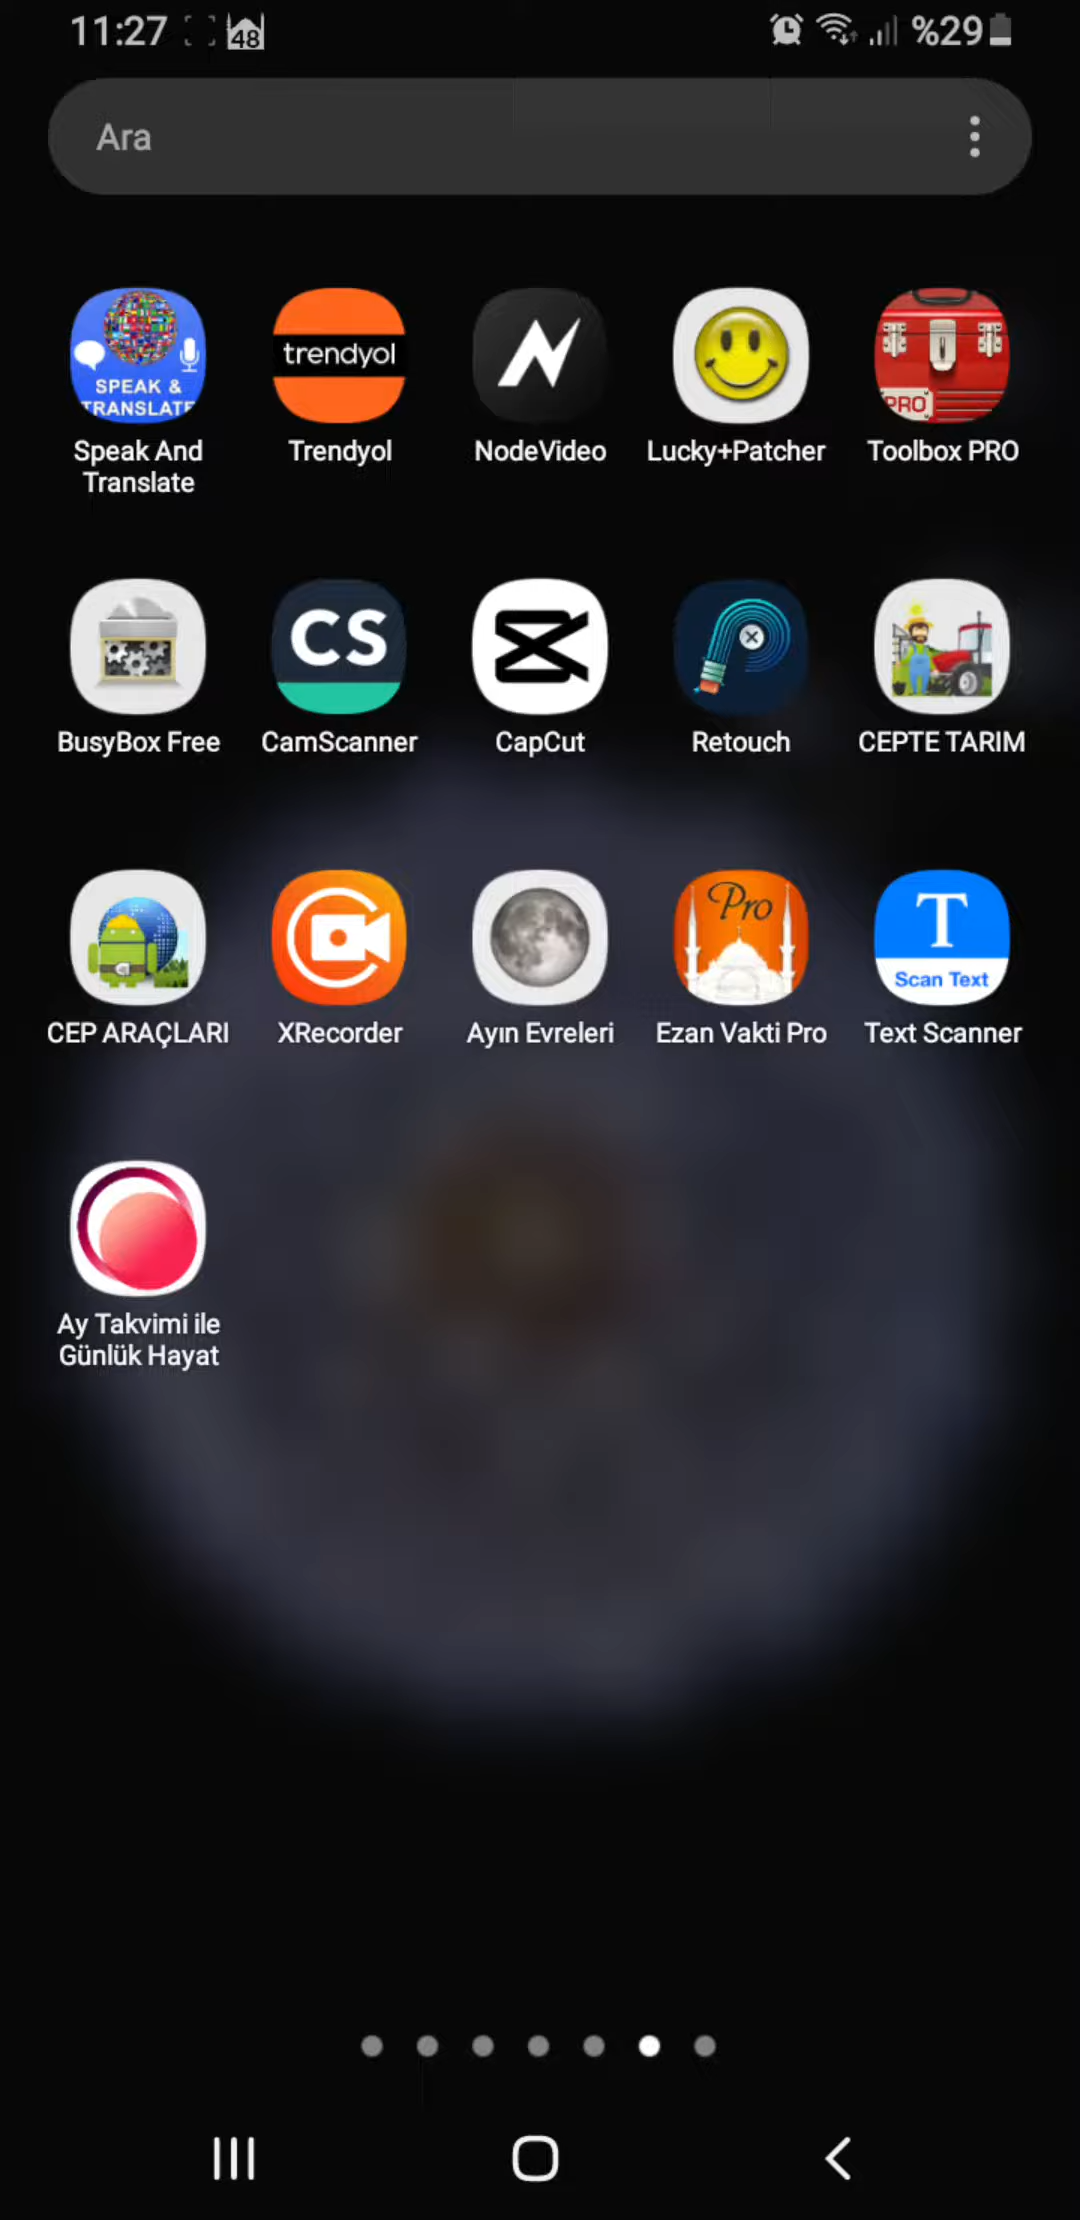 11:27 48 %29
Ara
SPEAK &
TRANSLATE
trendyol
PRO
Speak And
Translate
Trendyol
NodeVideo
Lucky+Patcher
Toolbox PRO
CS
BusyBox Free
CamScanner
CapCut
Retouch
CEPTE TARIM
Pro
T
Scan Text
CEP ARAÇLARI
XRecorder
Ayın Evreleri
Ezan Vakti Pro
Text Scanner
Ay Takvimi ile
Günlük Hayat